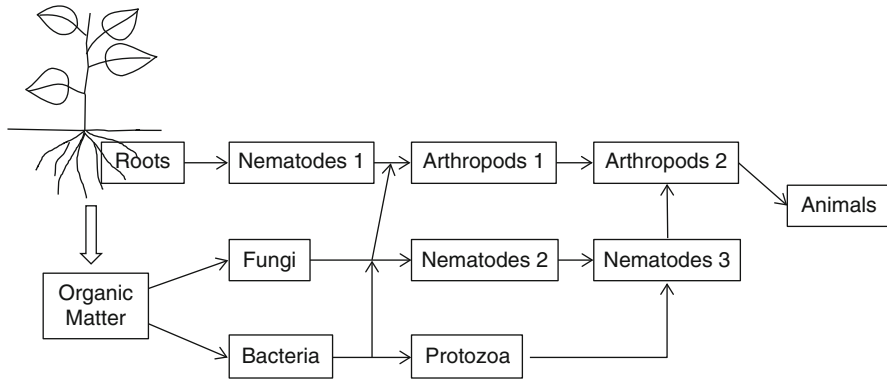 Roots
Nematodes 1
Arthropods 1
Arthropods 2
Animals
Fungi
Nematodes 2
Nematodes 3
Organic
Matter
Bacteria
Protozoa